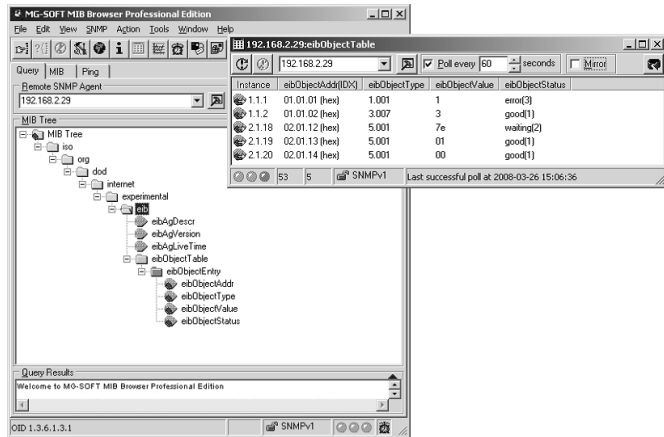 MG-SOFT MIB Browser Professional Edition
File Edit View SNMP Action Tools Window Help
Query MIB Ping
Remote SNMP Agent
192.168.2.29
MIB Tree
MIB Tree
iso
org
dod
internet
experimental
eib
eibAgDescr
eibAgVersion
eibAgLiveTime
eibObjectTable
eibObjectEntry
eibObjectAddr
eibObjectType
eibObjectValue
eibObjectStatus
Query Results
Welcome to MG-SOFT MIB Browser Professional Edition
OID 1.3.6.1.3.1 SNMPv1
192.168.2.29:eibObjectTable
192.168.2.29 Poll every 60 seconds Mirror
Instance eibObjectAddr(IDX) eibObjectType eibObjectValue eibObjectStatus
1.1.1 01.01.01 (hex) 1.001 1 error(3)
1.1.2 01.01.02 (hex) 3.007 3 good(1)
2.1.18 02.01.12 (hex) 5.001 7e waiting(2)
2.1.19 02.01.13 (hex) 5.001 01 good(1)
2.1.20 02.01.14 (hex) 5.001 00 good(1)
53 5 SNMPv1 Last successful poll at 2008-03-26 15:06:36